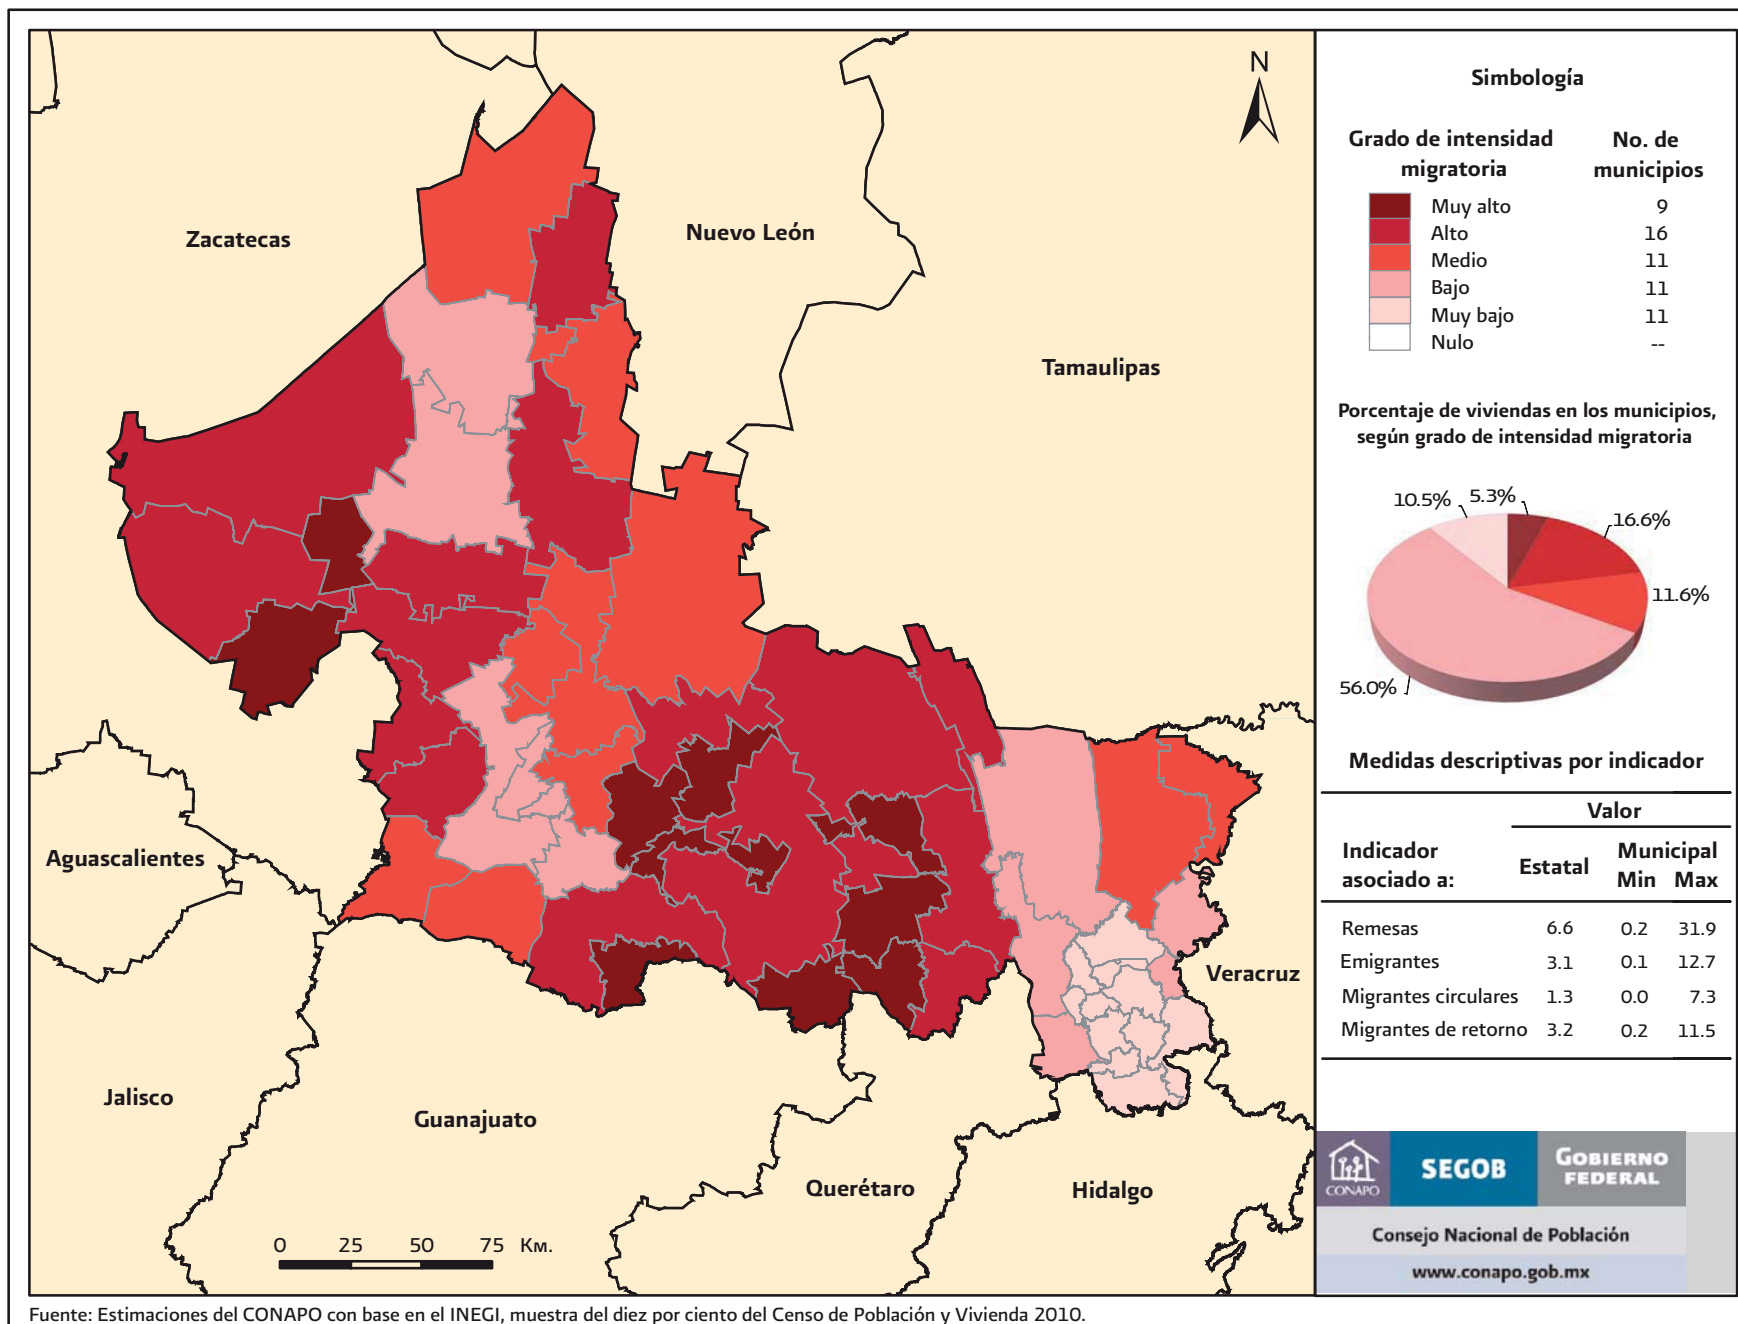 Zacatecas
Nuevo León
Tamaulipas
Aguascalientes
Jalisco
Guanajuato
Querétaro
Hidalgo
Veracruz
N
0 25 50 75 Km.
Simbología
Grado de intensidad migratoria
No. de municipios
Muy alto 9
Alto 16
Medio 11
Bajo 11
Muy bajo 11
Nulo --
Porcentaje de viviendas en los municipios,
según grado de intensidad migratoria
10.5%
5.3%
16.6%
11.6%
56.0%
Medidas descriptivas por indicador
Valor
Indicador asociado a:
Estatal
Municipal
Min Max
Remesas 6.6 0.2 31.9
Emigrantes 3.1 0.1 12.7
Migrantes circulares 1.3 0.0 7.3
Migrantes de retorno 3.2 0.2 11.5
CONAPO
SEGOB
GOBIERNO
FEDERAL
Consejo Nacional de Población
www.conapo.gob.mx
Fuente: Estimaciones del CONAPO con base en el INEGI, muestra del diez por ciento del Censo de Población y Vivienda 2010.